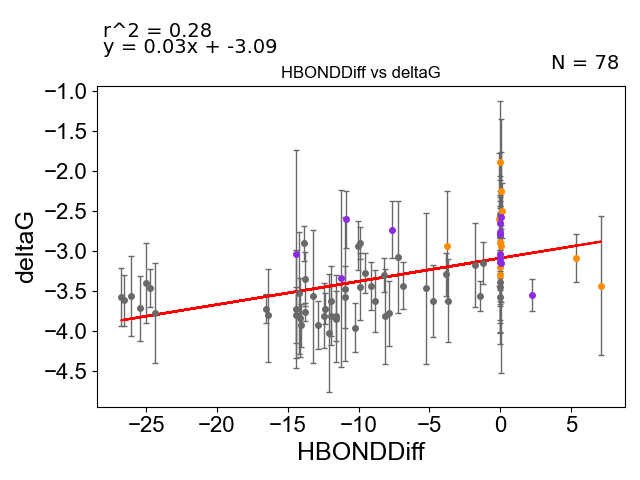 r^2 = 0.28
y = 0.03x + -3.09
N = 78
HBONDDiff vs deltaG
−1.0
−1.5
−2.0
−2.5
−3.0
−3.5
−4.0
−4.5
deltaG
−25
−20
−15
−10
−5
0
5
HBONDDiff